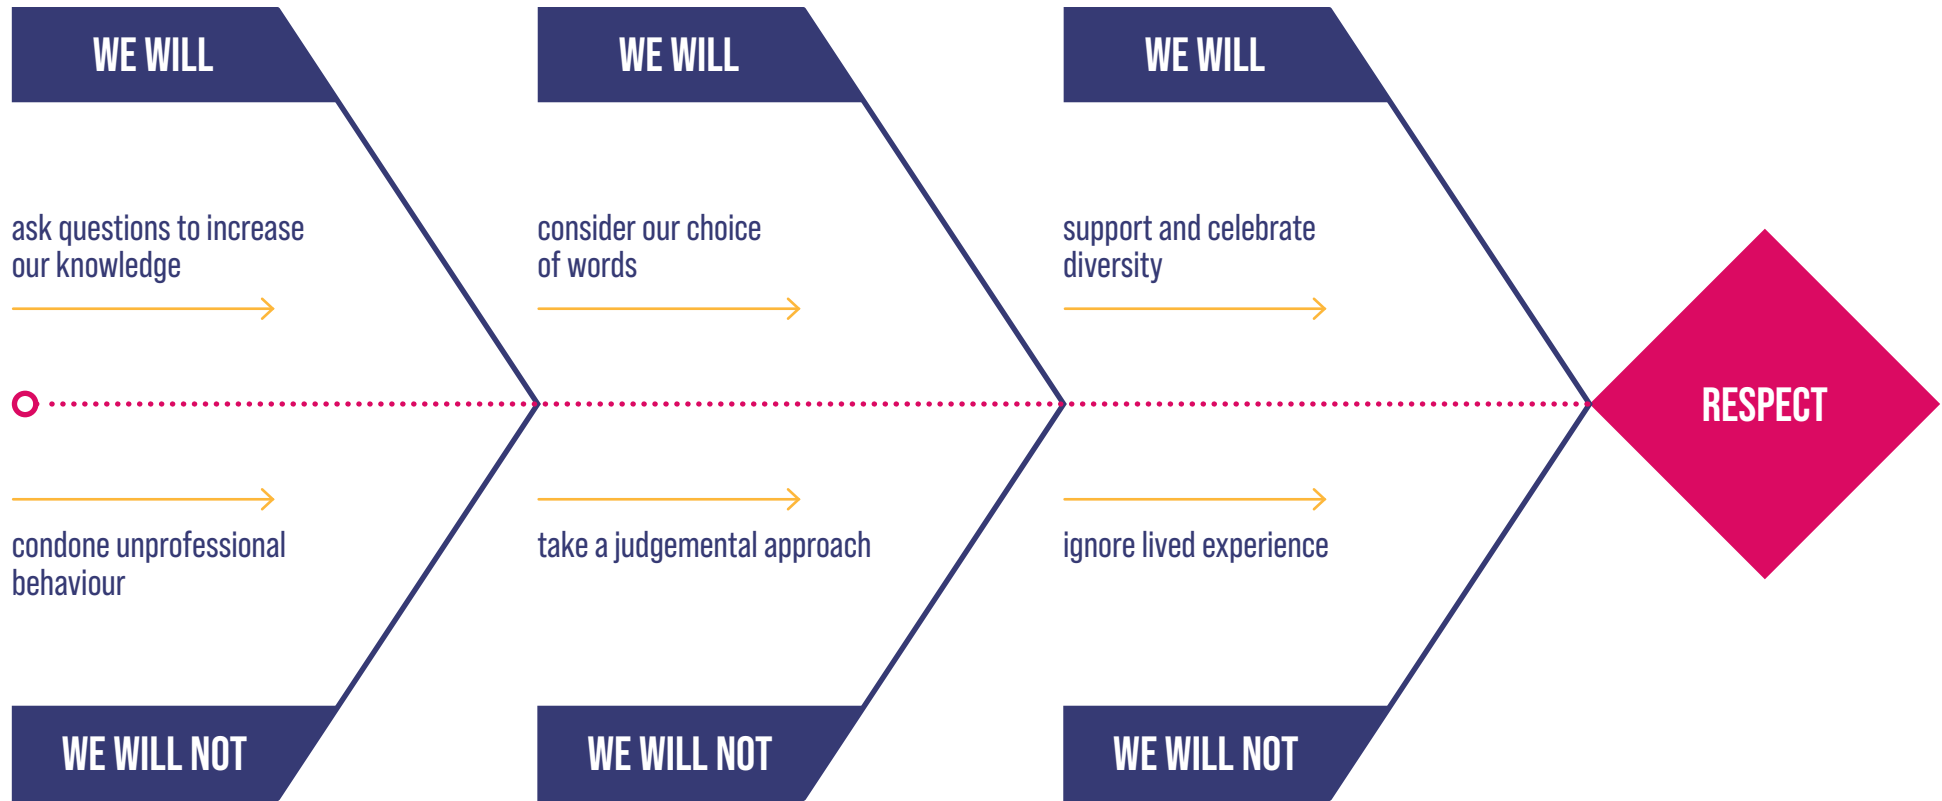 WE WILL
WE WILL
WE WILL
ask questions to increase
our knowledge
consider our choice
of words
support and celebrate
diversity
RESPECT
condone unprofessional
behaviour
take a judgemental approach
ignore lived experience
WE WILL NOT
WE WILL NOT
WE WILL NOT